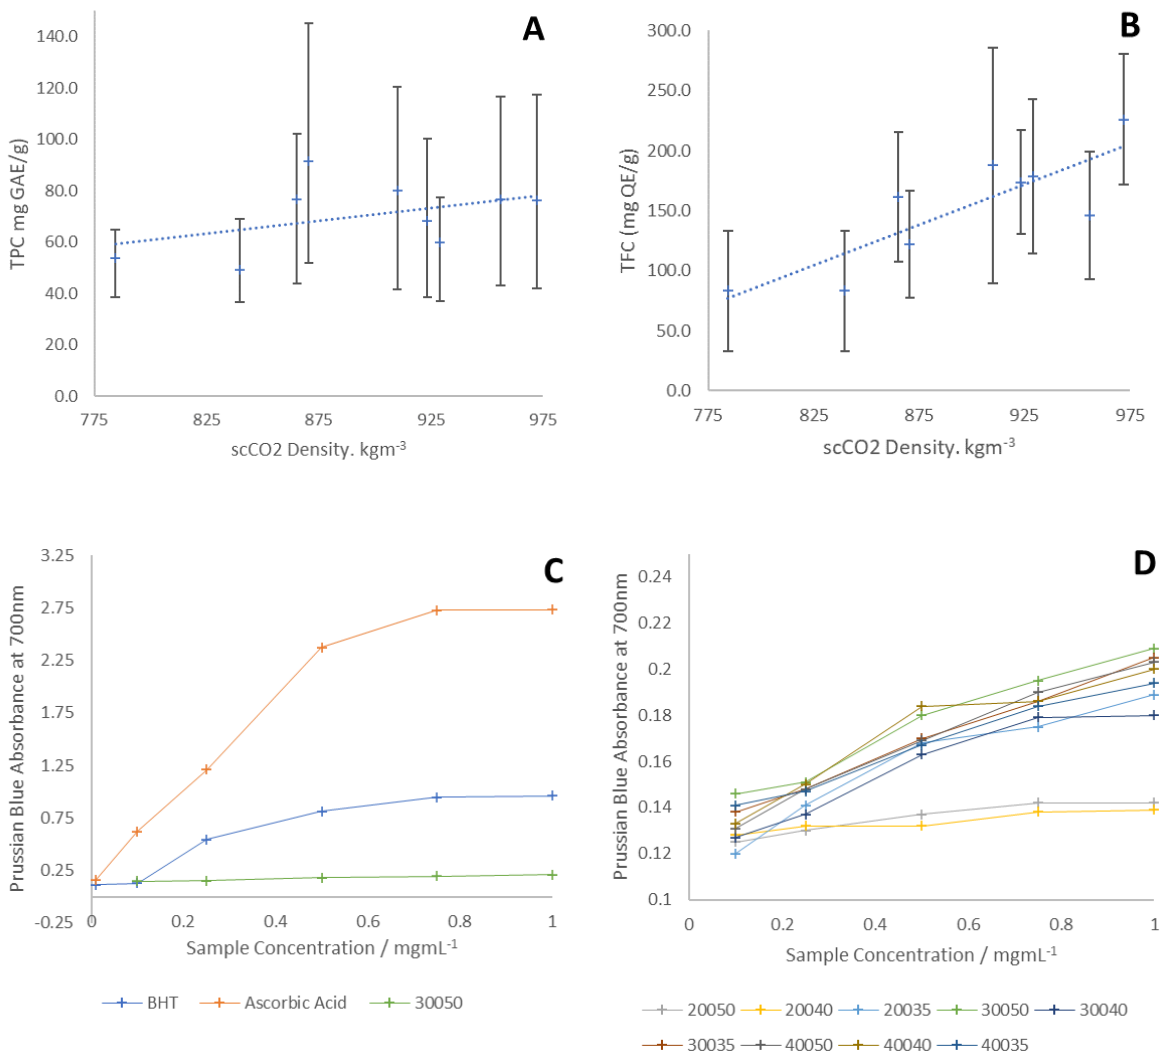 A
140.0
120.0
100.0
80.0
60.0
40.0
20.0
0.0
TPC mg GAE/g)
775 825 875 925 975
scCO2 Density. kgm-3
B
300.0
250.0
200.0
150.0
100.0
50.0
0.0
TFC (mg QE/g)
775 825 875 925 975
scCO2 Density. kgm-3
C
3.25
2.75
2.25
1.75
1.25
0.75
0.25
-0.25
Prussian Blue Absorbance at 700nm
0 0.2 0.4 0.6 0.8 1
Sample Concentration / mgmL-1
BHT Ascorbic Acid 30050
D
0.24
0.22
0.2
0.18
0.16
0.14
0.12
0.1
Prussian Blue Absorbance at 700nm
0 0.2 0.4 0.6 0.8 1
Sample Concentration / mgmL-1
20050 20040 20035 30050 30040
30035 40050 40040 40035